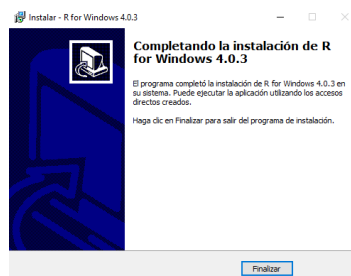 Instalar - R for Windows 4.0.3
Completando la instalación de R
for Windows 4.0.3
El programa completó la instalación de R for Windows 4.0.3 en
su sistema. Puede ejecutar la aplicación utilizando los accesos
directos creados.
Haga clic en Finalizar para salir del programa de instalación.
Finalizar